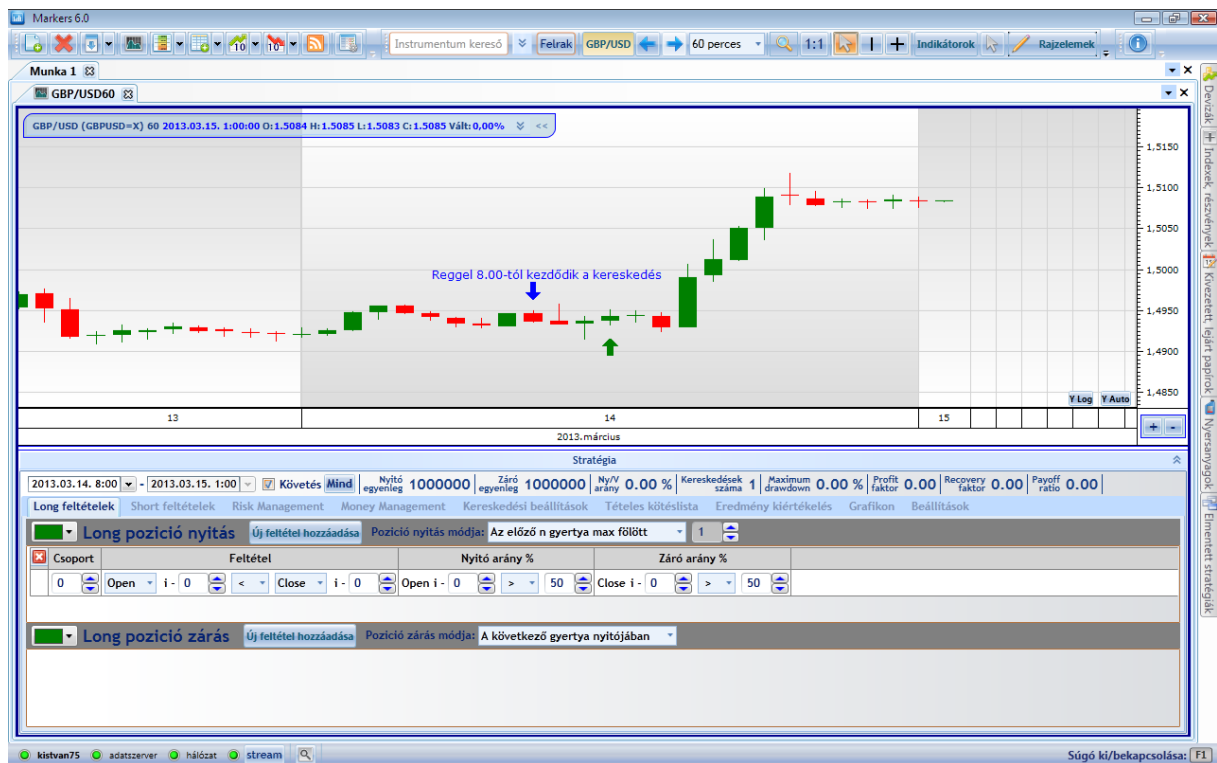 Markers 6.0
Instrumentum kereső Felrak GBP/USD 60 perces 1:1 Indikátorok Rajzelemek
Munka 1
GBP/USD60
GBP/USD (GBPUSD=X) 60 2013.03.15. 1:00:00 O:1.5084 H:1.5085 L:1.5083 C:1.5085 Vált:0,00% <<
1,5150
1,5100
1,5050
1,5000
1,4950
1,4900
1,4850
Reggel 8.00-tól kezdődik a kereskedés
Y Log Y Auto
13 14 15
2013.március
+ -
Devizák
Indexek, részvények
Kivezetett, lejárt papírok
Nyersanyagok
Elmentett stratégiák
Stratégia
2013.03.14. 8:00 - 2013.03.15. 1:00 Követés Mind Nyitó egyenleg 1000000 Záró egyenleg 1000000 Ny/V arány 0.00 % Kereskedések száma 1 Maximum drawdown 0.00 % Profit faktor 0.00 Recovery faktor 0.00 Payoff ratio 0.00
Long feltételek Short feltételek Risk Management Money Management Kereskedési beállítások Tételes kötéslista Eredmény kiértékelés Grafikon Beállítások
Long pozició nyitás Új feltétel hozzáadása Pozició nyitás módja: Az előző n gyertya max fölött 1
Csoport Feltétel Nyitó arány % Záró arány %
0 Open i - 0 < Close i - 0 Open i - 0 > 50 Close i - 0 > 50
Long pozició zárás Új feltétel hozzáadása Pozició zárás módja: A következő gyertya nyitójában
kistvan75 adatszerver hálózat stream Súgó ki/bekapcsolása: F1